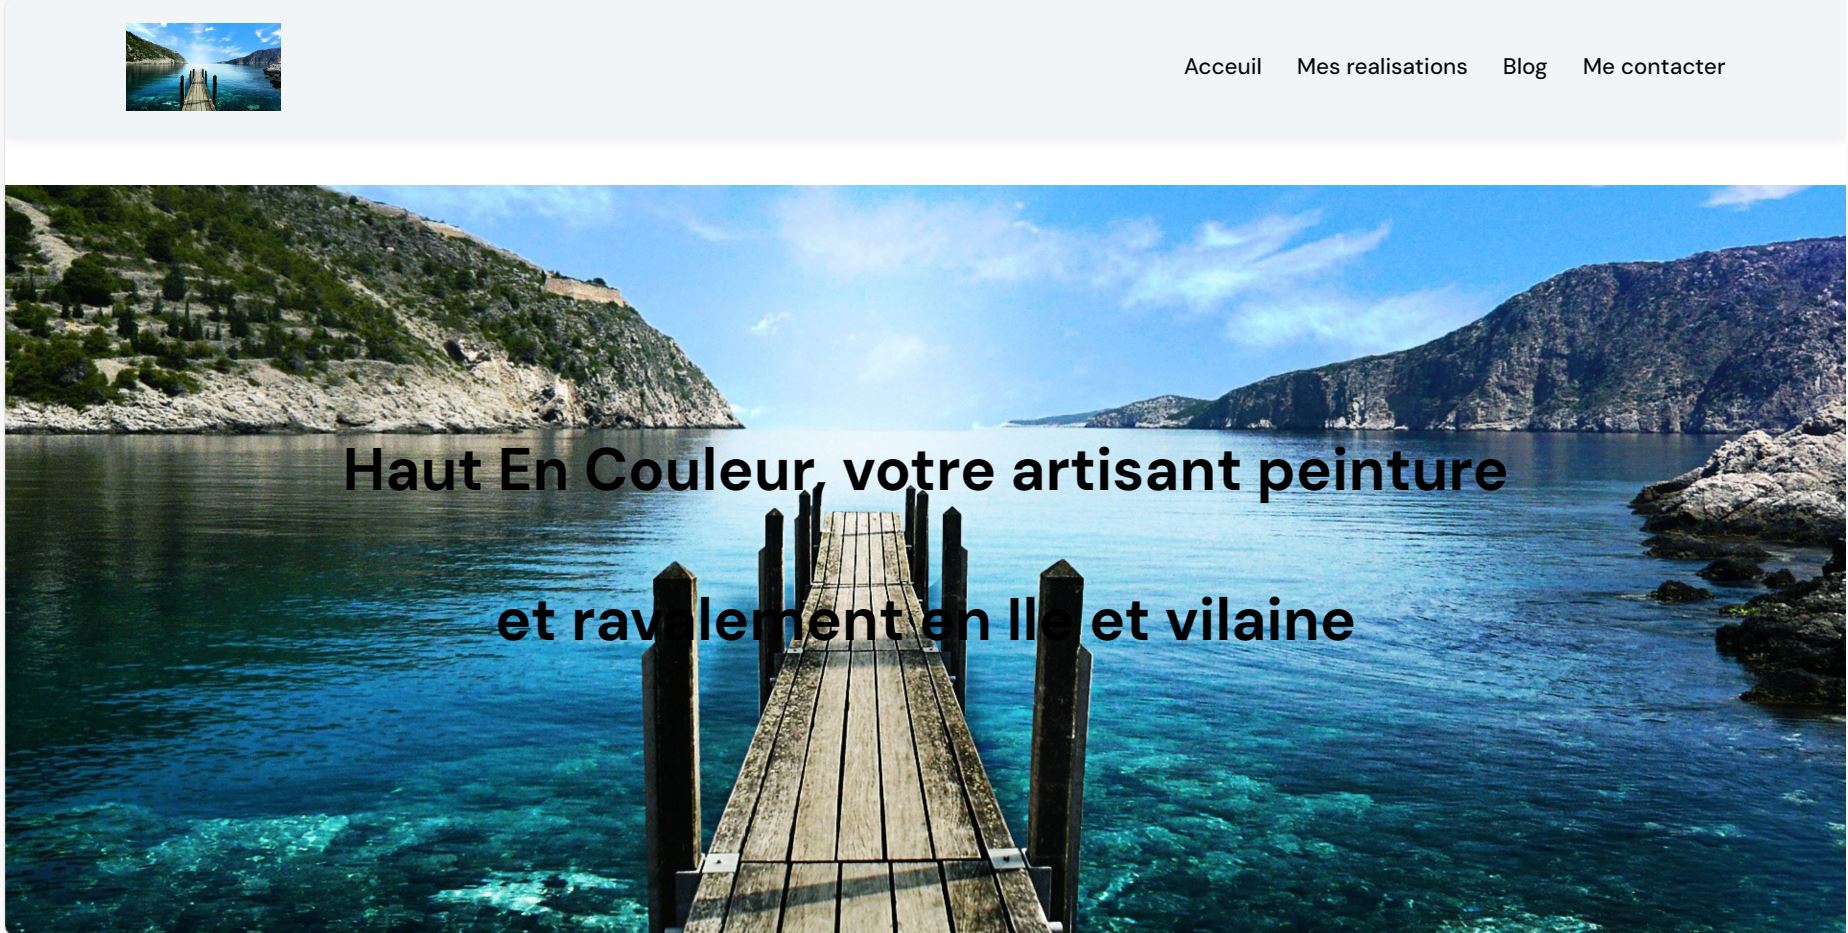 Acceuil Mes realisations Blog Me contacter
Haut En Couleur, votre artisant peinture
et ravalement en Ile et vilaine